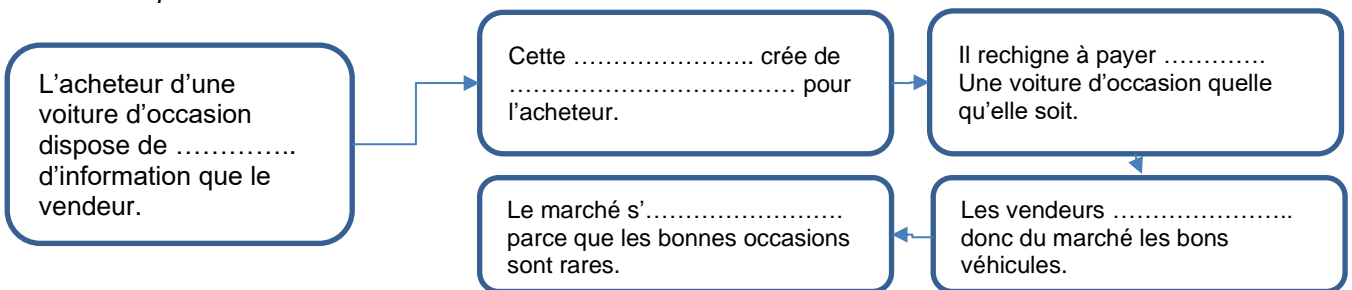 L'acheteur d'une
voiture d'occasion
dispose de …………..
d'information que le
vendeur.
Cette ………………….. crée de
……………………………… pour
l'acheteur.
Il rechigne à payer ………….
Une voiture d'occasion quelle
qu'elle soit.
Les vendeurs …………………..
donc du marché les bons
véhicules.
Le marché s'…………………….
parce que les bonnes occasions
sont rares.